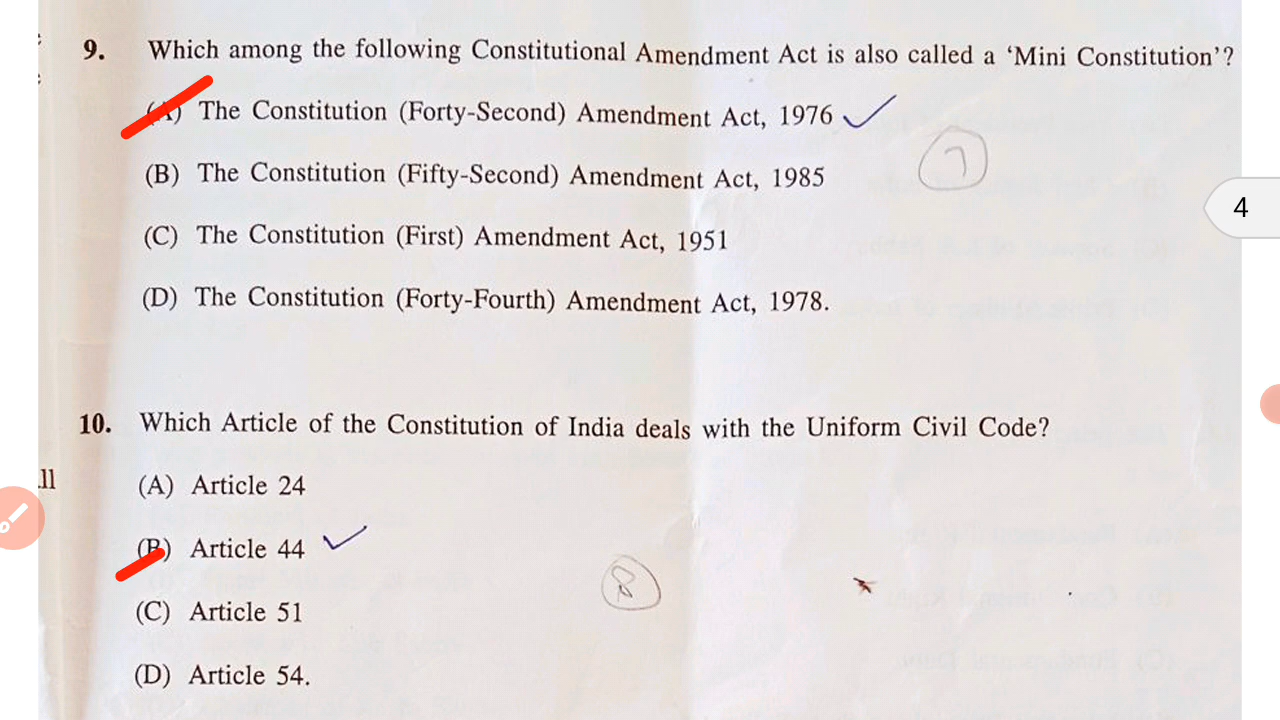 9. Which among the following Constitutional Amendment Act is also called a 'Mini Constitution'?
(A) The Constitution (Forty-Second) Amendment Act, 1976
7
(B) The Constitution (Fifty-Second) Amendment Act, 1985
4
(C) The Constitution (First) Amendment Act, 1951
(D) The Constitution (Forty-Fourth) Amendment Act, 1978.
10. Which Article of the Constitution of India deals with the Uniform Civil Code?
ll
(A) Article 24
(B) Article 44
8
(C) Article 51
(D) Article 54.